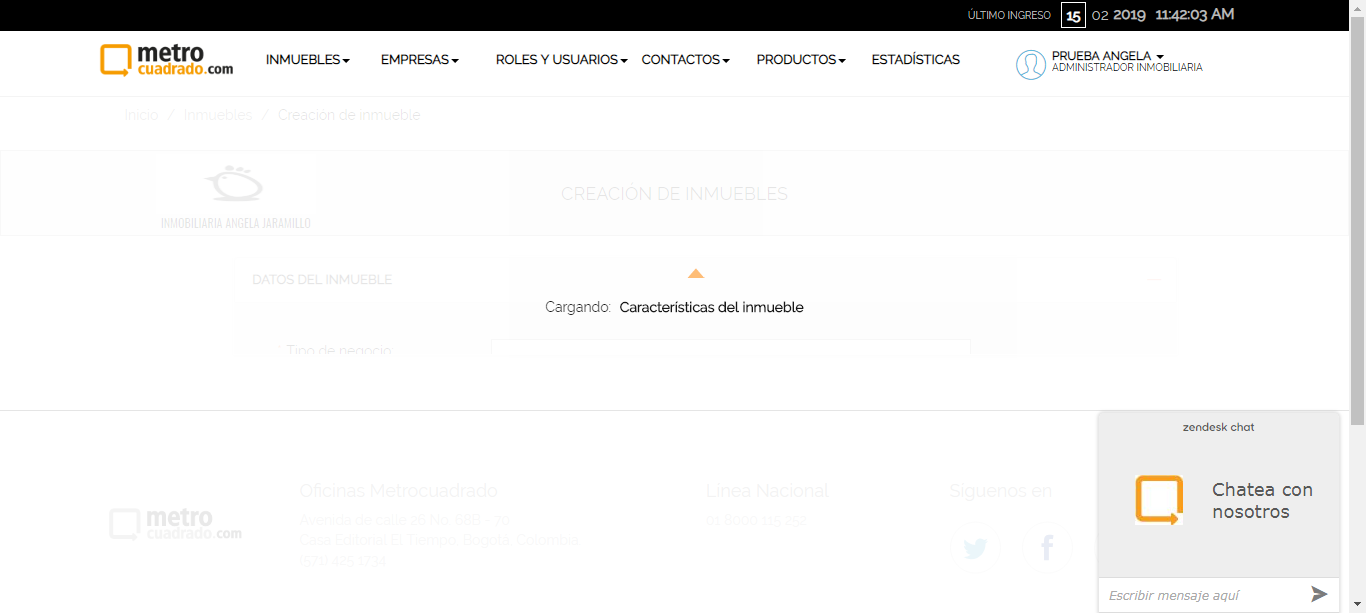 ÚLTIMO INGRESO 15 02 2019 11:42:03 AM
metro
cuadrado.com
INMUEBLES EMPRESAS ROLES Y USUARIOS CONTACTOS PRODUCTOS ESTADÍSTICAS
PRUEBA ANGELA
ADMINISTRADOR INMOBILIARIA
Inicio / Inmuebles / Creación de inmueble
INMOBILIARIA ANGELA JARAMILLO
CREACIÓN DE INMUEBLES
DATOS DEL INMUEBLE
Cargando: Características del inmueble
* Tipo de negocio
zendesk chat
Chatea con
nosotros
Escribir mensaje aquí
metro
cuadrado.com
Oficinas Metrocuadrado
Avenida de calle 26 No. 68B - 70
Casa Editorial El Tiempo, Bogotá, Colombia.
(571) 425 1734
Línea Nacional
01 8000 115 252
Síguenos en